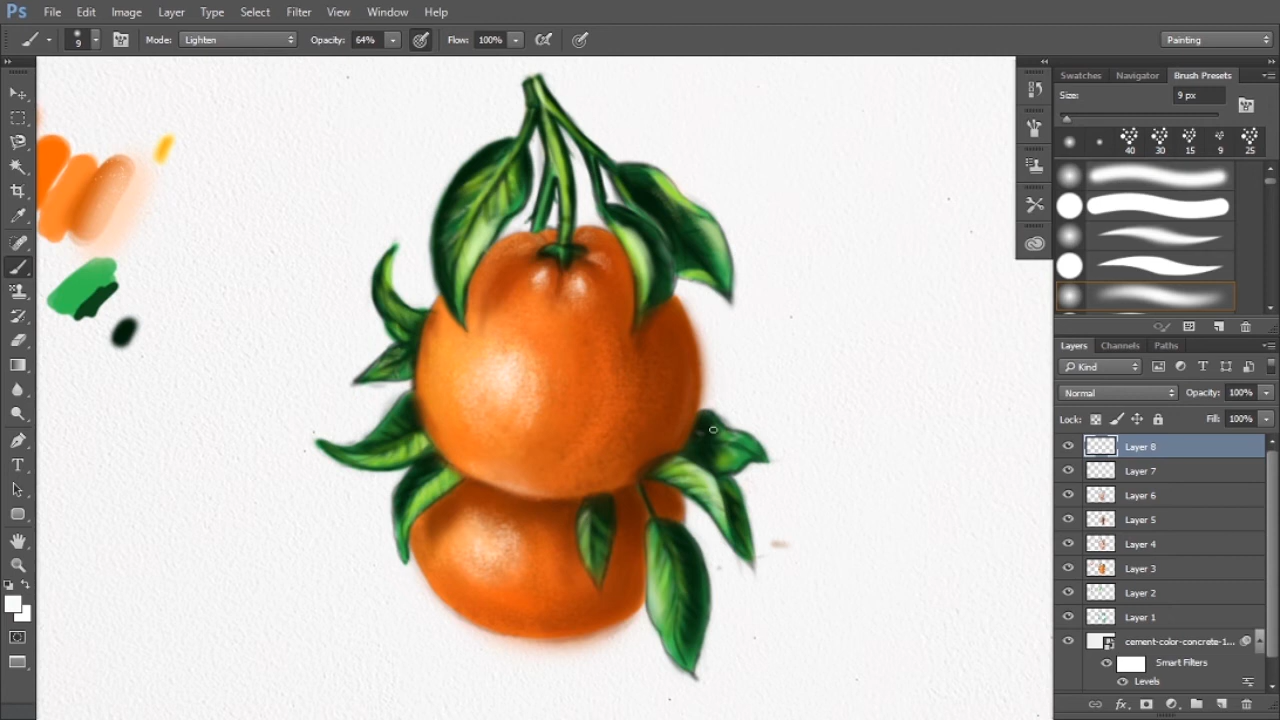 Ps File Edit Image Layer Type Select Filter View Window Help
9 Mode: Lighten Opacity: 64% Flow: 100% Painting
Swatches Navigator Brush Presets
Size: 9 px
40 30 15 9 25
Layers Channels Paths
Kind
Normal Opacity: 100%
Lock: Fill: 100%
Layer 8
Layer 7
Layer 6
Layer 5
Layer 4
Layer 3
Layer 2
Layer 1
cement-color-concrete-1...
Smart Filters
Levels
fx